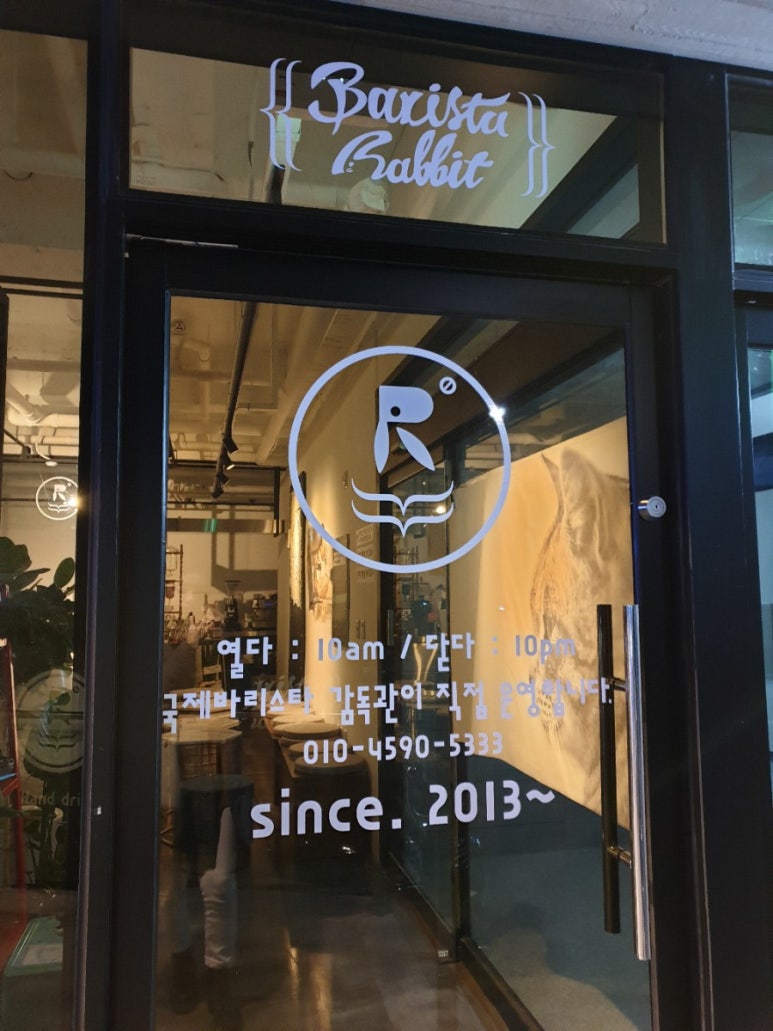 {{ Barista
Rabbit }}
R
열다 : 10am / 닫다 : 10pm
국제바리스타 감독관이 직접 운영합니다.
010-4590-5333
since. 2013~